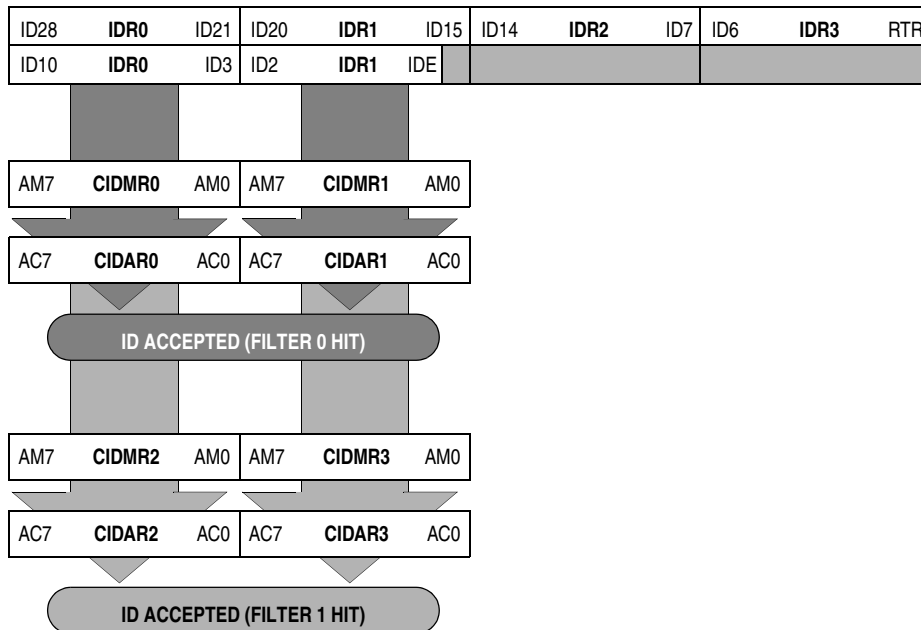 ID28 IDR0 ID21 ID20 IDR1 ID15 ID14 IDR2 ID7 ID6 IDR3 RTR
ID10 IDR0 ID3 ID2 IDR1 IDE
AM7 CIDMR0 AM0 AM7 CIDMR1 AM0
AC7 CIDAR0 AC0 AC7 CIDAR1 AC0
ID ACCEPTED (FILTER 0 HIT)
AM7 CIDMR2 AM0 AM7 CIDMR3 AM0
AC7 CIDAR2 AC0 AC7 CIDAR3 AC0
ID ACCEPTED (FILTER 1 HIT)